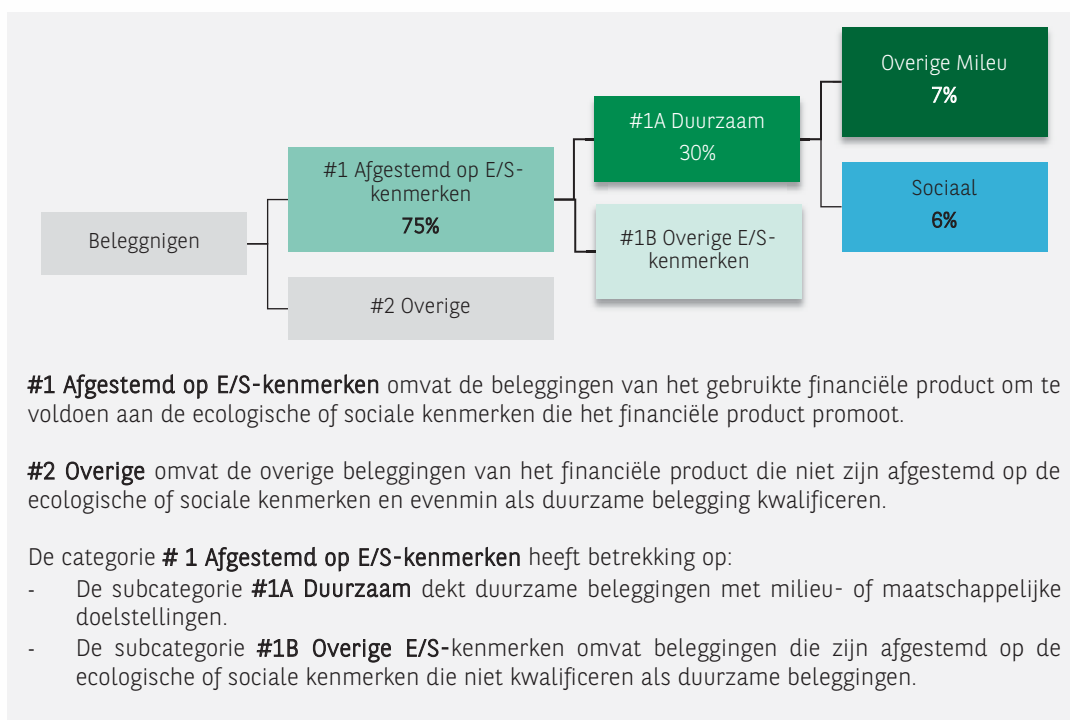 Beleggnigen
#1 Afgestemd op E/S-
kenmerken
75%
#2 Overige
#1A Duurzaam
30%
#1B Overige E/S-
kenmerken
Overige Mileu
7%
Sociaal
6%
#1 Afgestemd op E/S-kenmerken omvat de beleggingen van het gebruikte financiële product om te
voldoen aan de ecologische of sociale kenmerken die het financiële product promoot.
#2 Overige omvat de overige beleggingen van het financiële product die niet zijn afgestemd op de
ecologische of sociale kenmerken en evenmin als duurzame belegging kwalificeren.
De categorie # 1 Afgestemd op E/S-kenmerken heeft betrekking op:
- De subcategorie #1A Duurzaam dekt duurzame beleggingen met milieu- of maatschappelijke
doelstellingen.
- De subcategorie #1B Overige E/S-kenmerken omvat beleggingen die zijn afgestemd op de
ecologische of sociale kenmerken die niet kwalificeren als duurzame beleggingen.